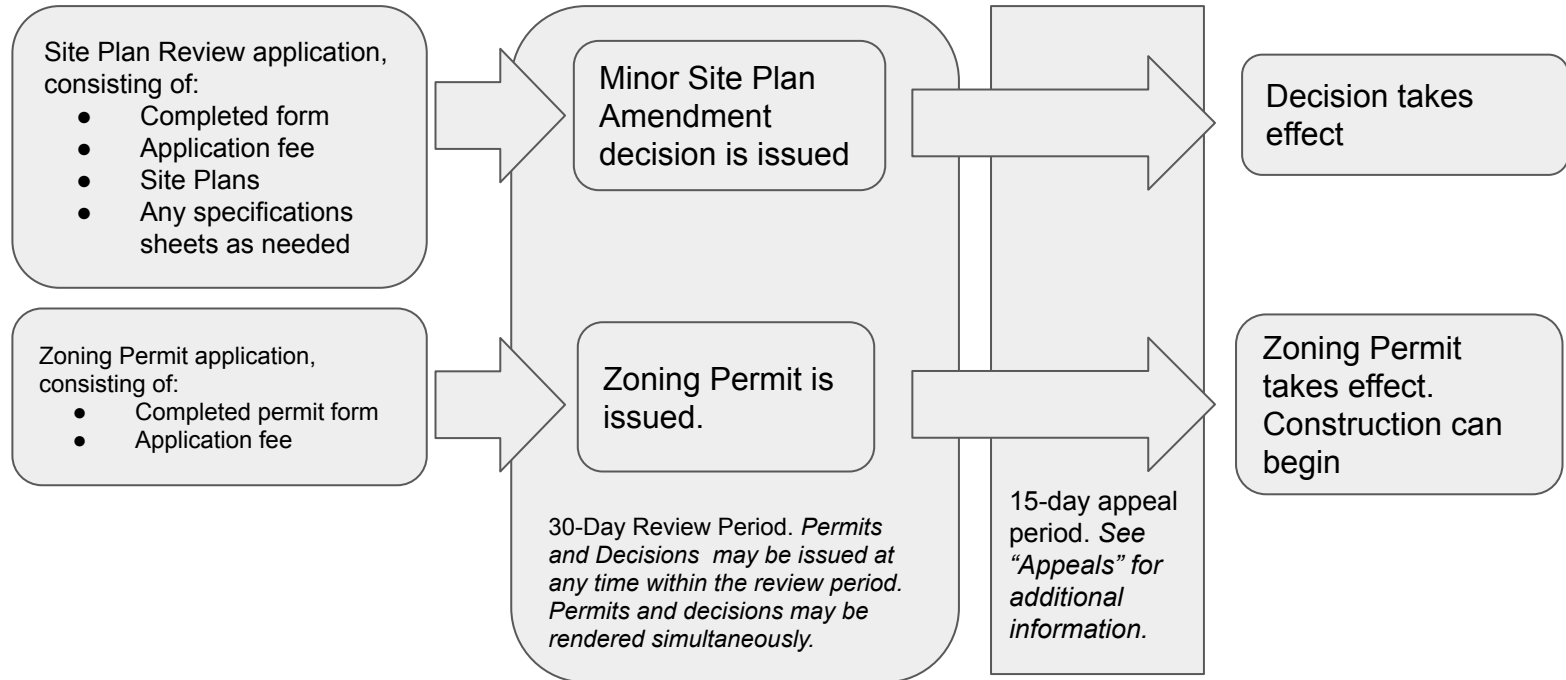 Site Plan Review application,
consisting of:
● Completed form
● Application fee
● Site Plans
● Any specifications
sheets as needed
Minor Site Plan
Amendment
decision is issued
Decision takes
effect
Zoning Permit application,
consisting of:
● Completed permit form
● Application fee
Zoning Permit is
issued.
Zoning Permit
takes effect.
Construction can
begin
30-Day Review Period. Permits
and Decisions may be issued at
any time within the review period.
Permits and decisions may be
rendered simultaneously.
15-day appeal
period. See
“Appeals” for
additional
information.